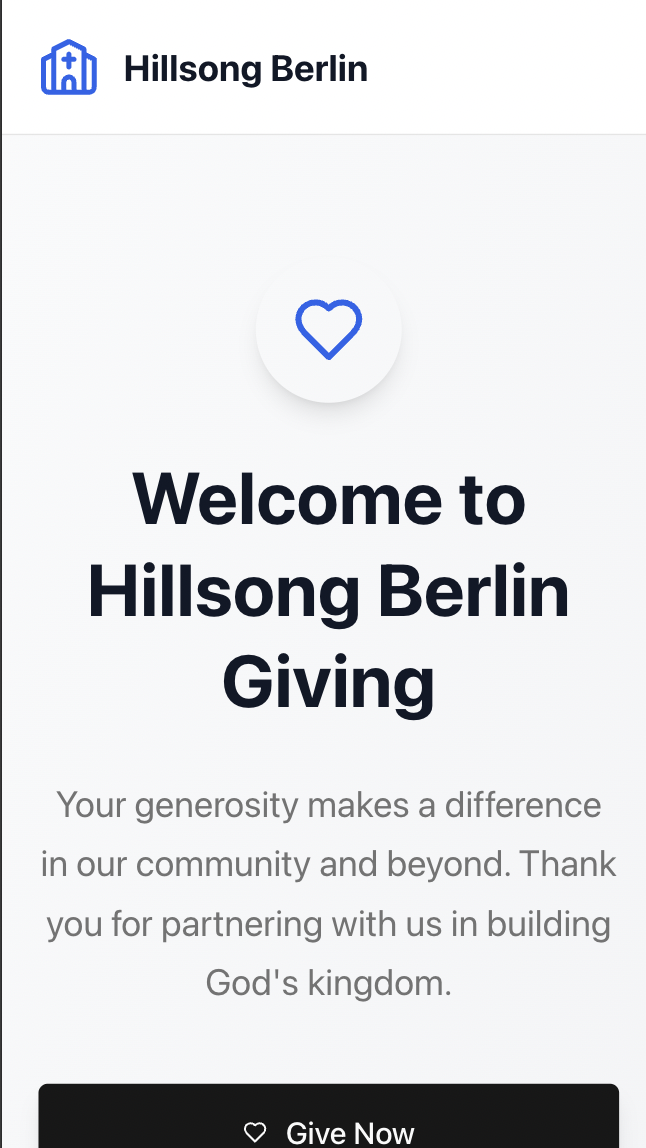 Hillsong Berlin
Welcome to
Hillsong Berlin
Giving
Your generosity makes a difference
in our community and beyond. Thank
you for partnering with us in building
God's kingdom.
Give Now